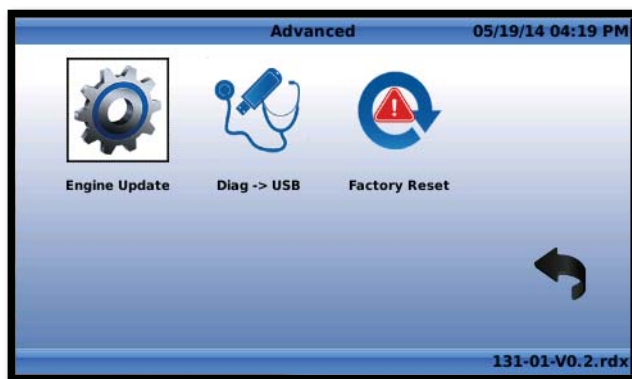 Advanced 05/19/14 04:19 PM
Engine Update Diag -> USB Factory Reset
131-01-V0.2.rdx